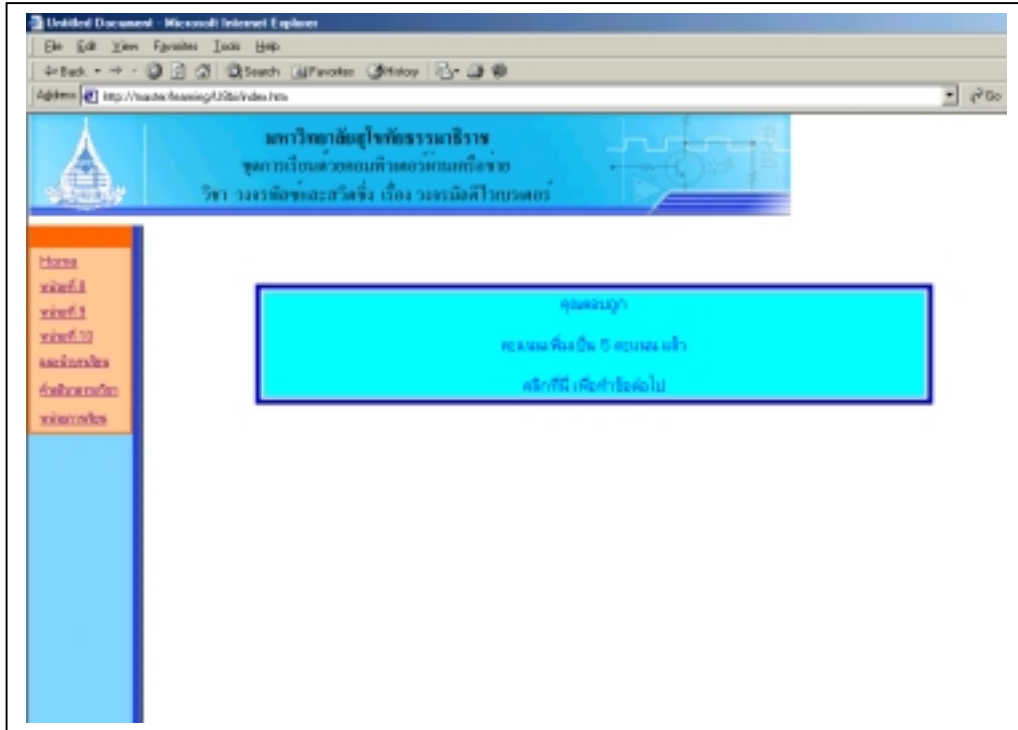 Untitled Document - Microsoft Internet Explorer
File Edit View Favorites Tools Help
Back Search Favorites History
Address Go
มหาวิทยาลัยสุโขทัยธรรมาธิราช
ชุดการเรียนด้วยคอมพิวเตอร์ผ่านเครือข่าย
วิชา วงจรพัลซ์และสวิตชิ่ง เรื่อง วงจรมัลติไวเบรเตอร์
Home
หน่วยที่ 8
หน่วยที่ 9
หน่วยที่ 10
คุณตอบถูก
คะแนนเพิ่มเป็น 5 คะแนน แล้ว
คลิกที่นี่ เพื่อทำข้อต่อไป